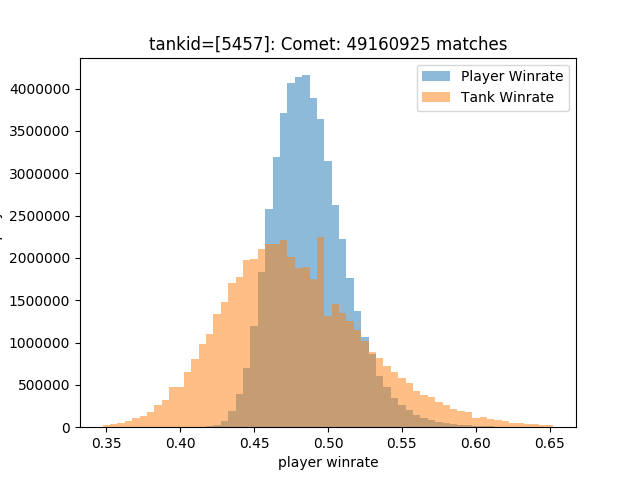 tankid=[5457]: Comet: 49160925 matches
Player Winrate
Tank Winrate
4000000
3500000
3000000
2500000
2000000
1500000
1000000
500000
0
0.35 0.40 0.45 0.50 0.55 0.60 0.65
player winrate